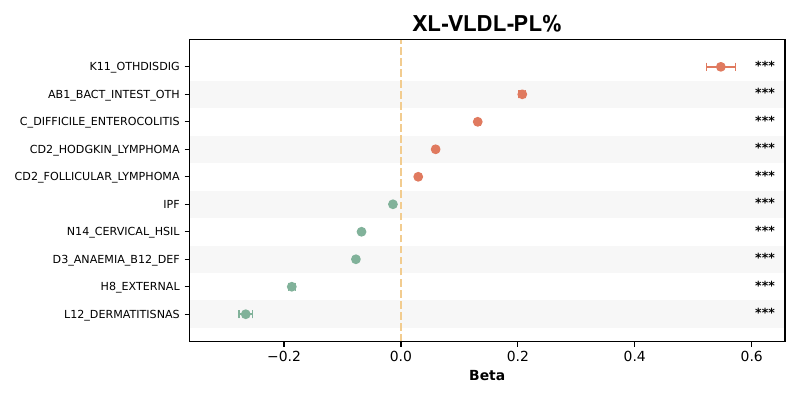 XL-VLDL-PL%
K11_OTHDISDIG ***
AB1_BACT_INTEST_OTH ***
C_DIFFICILE_ENTEROCOLITIS ***
CD2_HODGKIN_LYMPHOMA ***
CD2_FOLLICULAR_LYMPHOMA ***
IPF ***
N14_CERVICAL_HSIL ***
D3_ANAEMIA_B12_DEF ***
H8_EXTERNAL ***
L12_DERMATITISNAS ***
−0.2 0.0 0.2 0.4 0.6
Beta